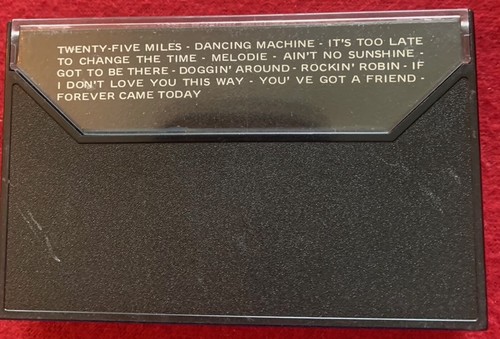 TWENTY-FIVE MILES - DANCING MACHINE - IT'S TOO LATE
TO CHANGE THE TIME - MELODIE - AIN'T NO SUNSHINE -
GOT TO BE THERE - DOGGIN' AROUND - ROCKIN' ROBIN - IF
I DON'T LOVE YOU THIS WAY - YOU' VE GOT A FRIEND -
FOREVER CAME TODAY